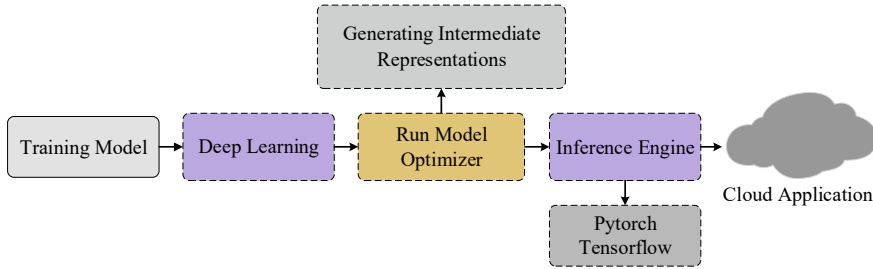 Generating Intermediate
Representations
Training Model
Deep Learning
Run Model
Optimizer
Inference Engine
Cloud Application
Pytorch
Tensorflow